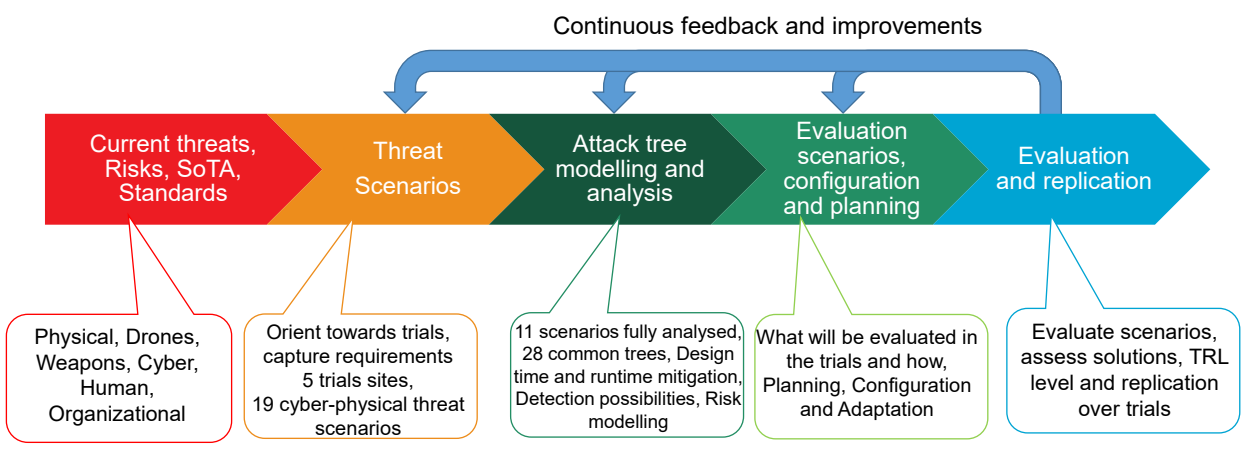 Continuous feedback and improvements
Current threats,
Risks, SoTA,
Standards
Threat
Scenarios
Attack tree
modelling and
analysis
Evaluation
scenarios,
configuration
and planning
Evaluation
and replication
Physical, Drones,
Weapons, Cyber,
Human,
Organizational
Orient towards trials,
capture requirements
5 trials sites,
19 cyber-physical threat
scenarios
11 scenarios fully analysed,
28 common trees, Design
time and runtime mitigation,
Detection possibilities, Risk
modelling
What will be evaluated in
the trials and how,
Planning, Configuration
and Adaptation
Evaluate scenarios,
assess solutions, TRL
level and replication
over trials